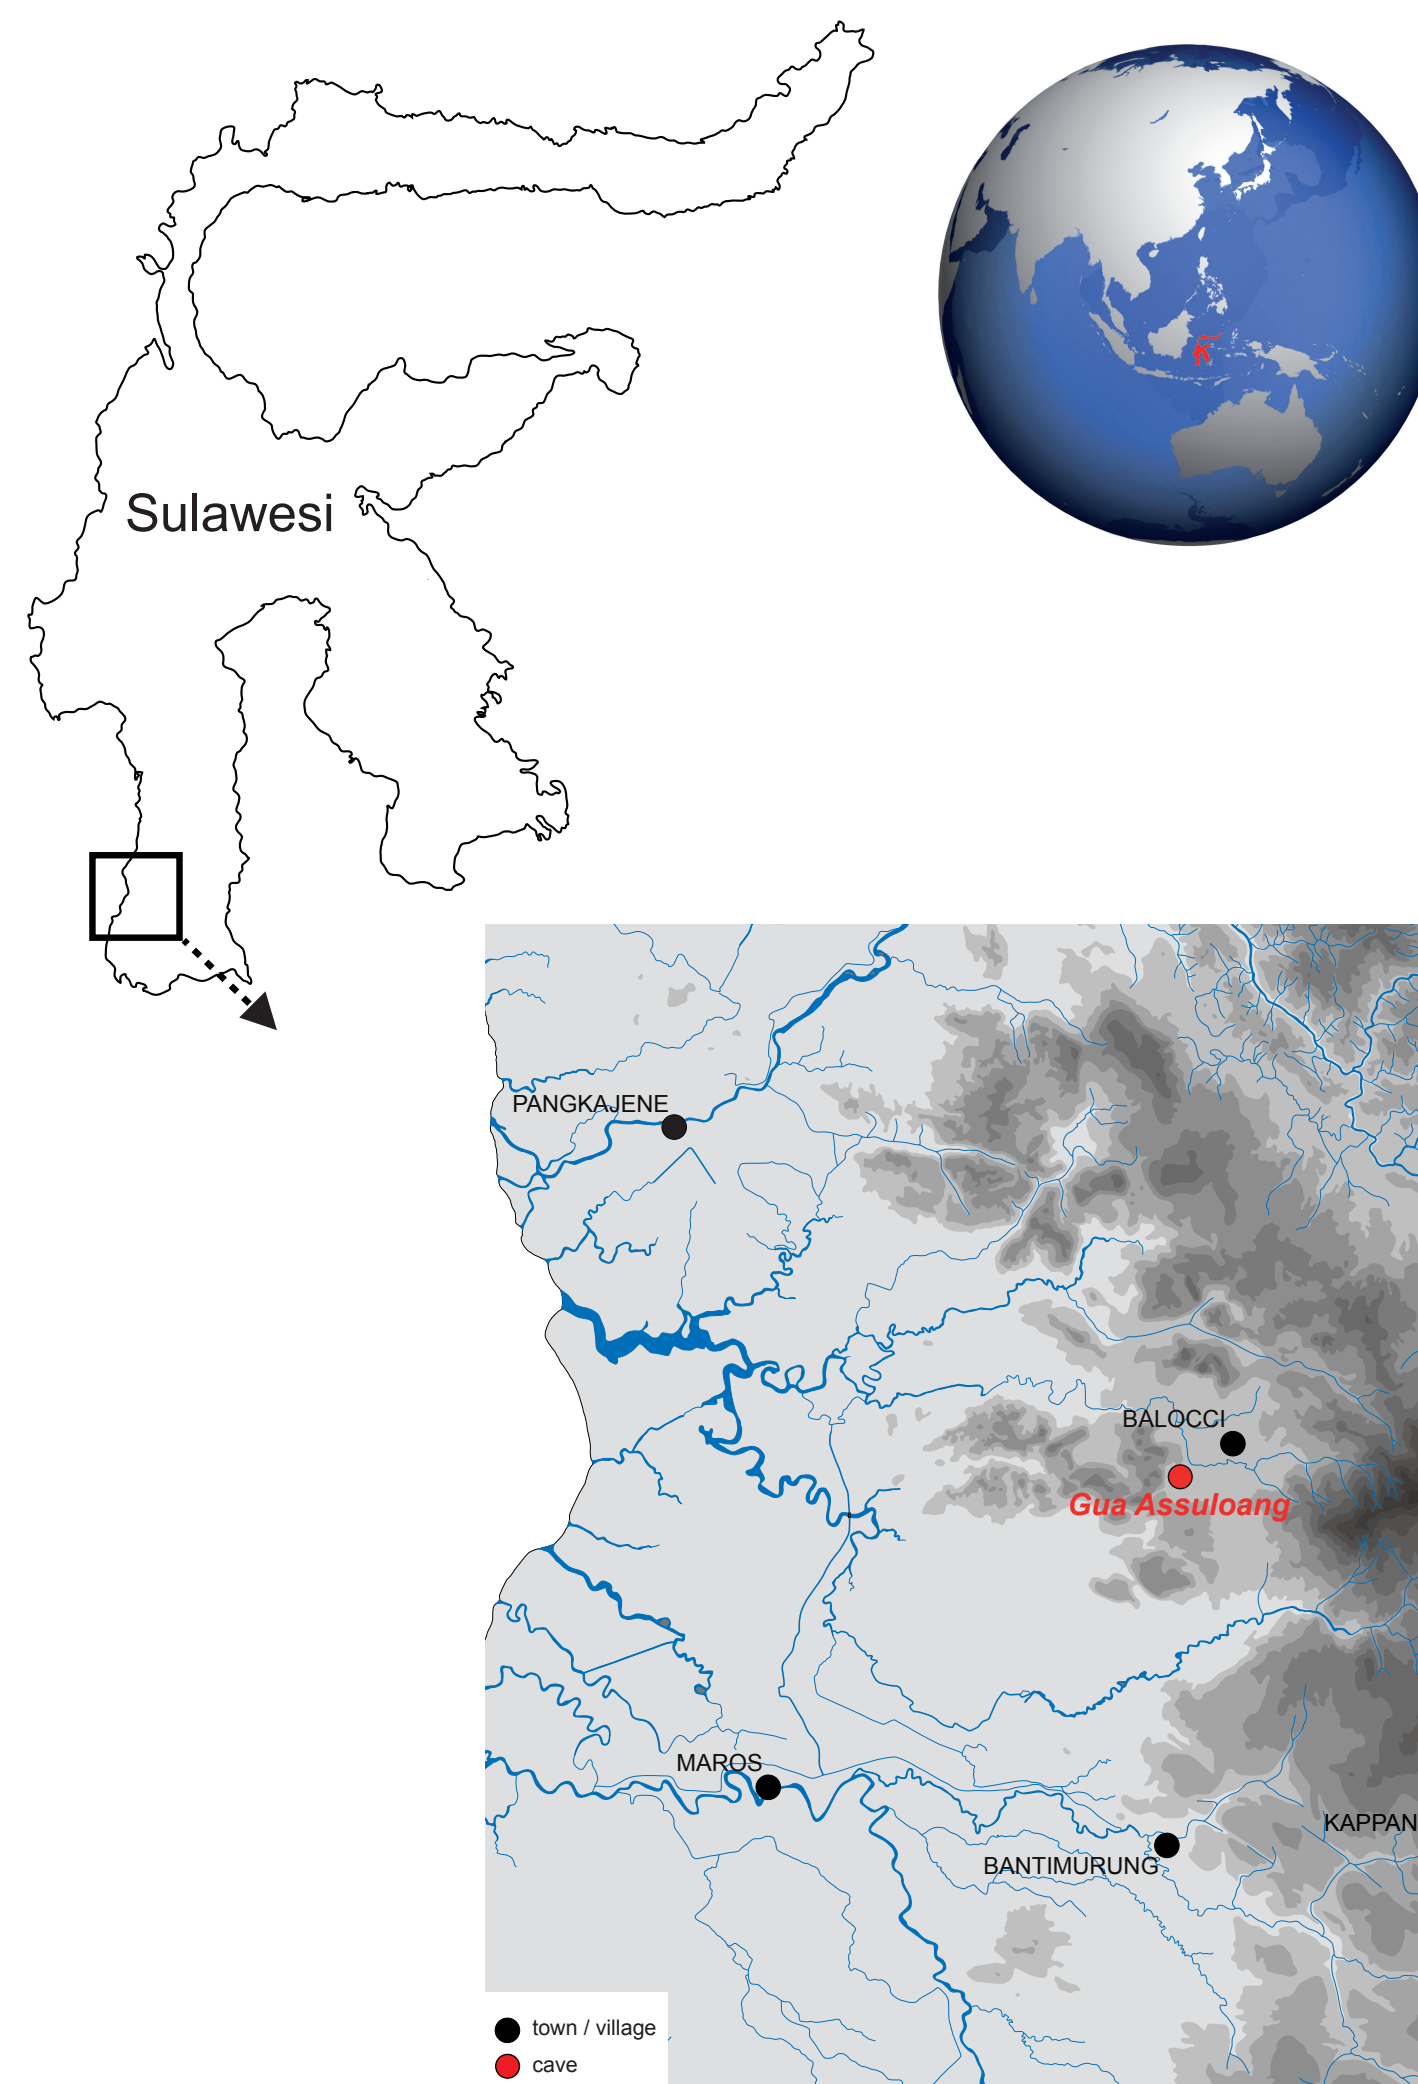 Sulawesi
PANGKAJENE
BALOCCI
Gua Assuloang
MAROS
KAPPAN
BANTIMURUNG
town / village
cave